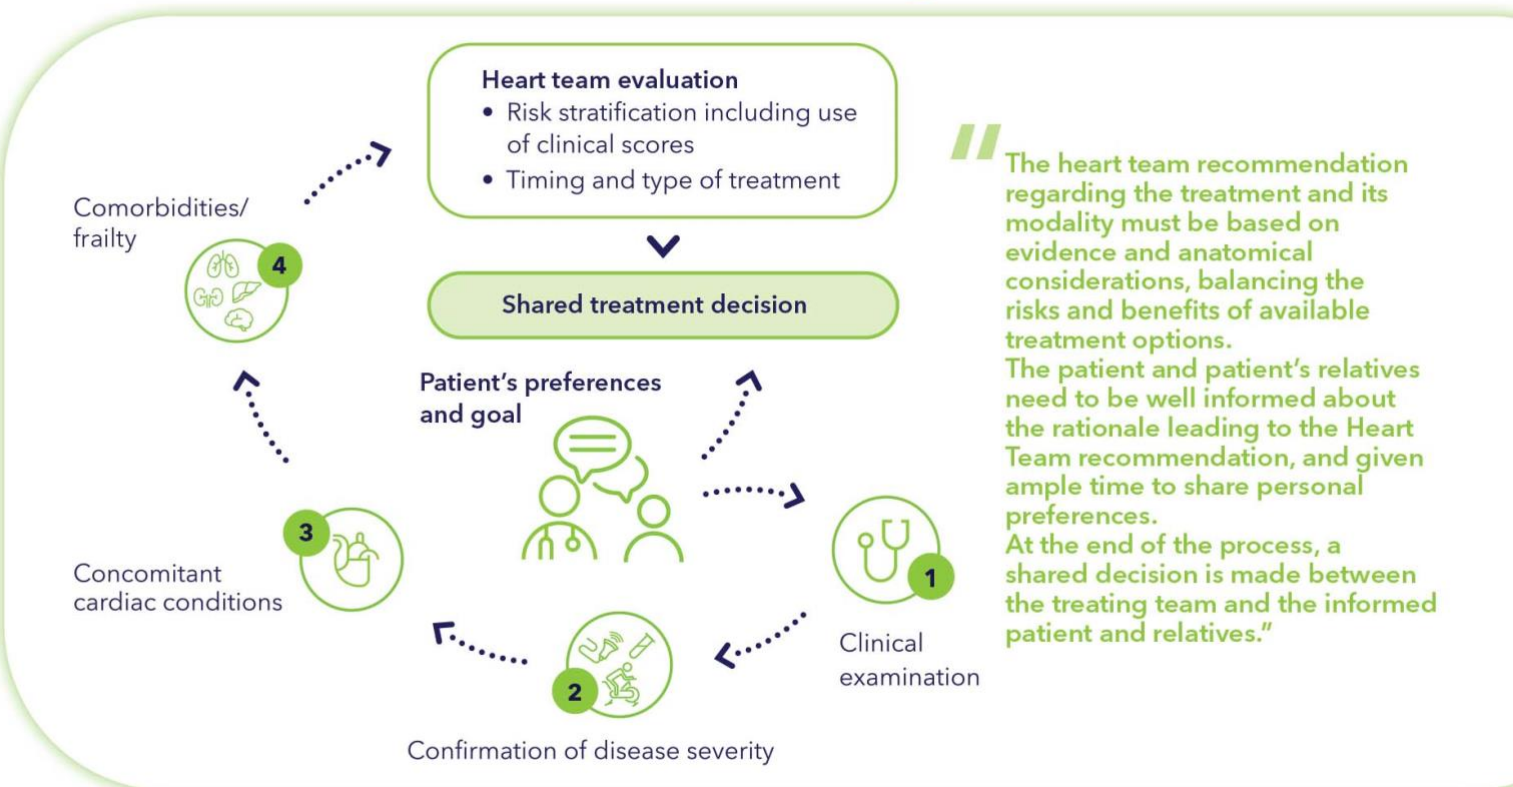 Heart team evaluation
• Risk stratification including use
of clinical scores
• Timing and type of treatment
Shared treatment decision
Patient's preferences
and goal
1
Clinical
examination
2
Confirmation of disease severity
3
Concomitant
cardiac conditions
4
Comorbidities/
frailty
"
The heart team recommendation
regarding the treatment and its
modality must be based on
evidence and anatomical
considerations, balancing the
risks and benefits of available
treatment options.
The patient and patient's relatives
need to be well informed about
the rationale leading to the Heart
Team recommendation, and given
ample time to share personal
preferences.
At the end of the process, a
shared decision is made between
the treating team and the informed
patient and relatives.”